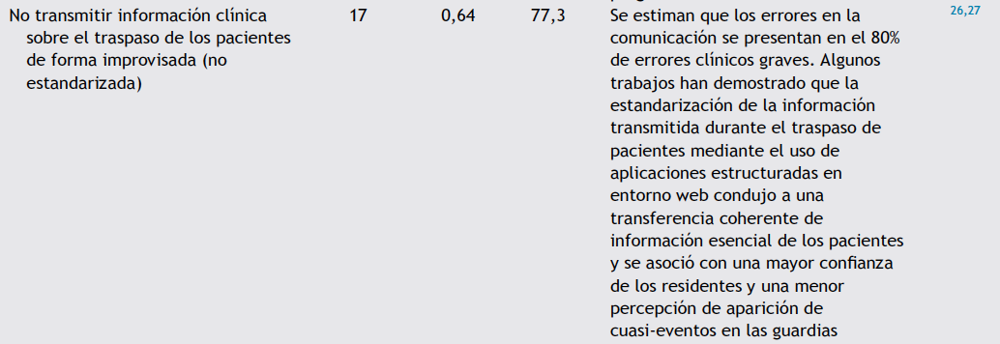 No transmitir información clínica 17 0,64 77,3 Se estiman que los errores en la 26,27
sobre el traspaso de los pacientes comunicación se presentan en el 80%
de forma improvisada (no de errores clínicos graves. Algunos
estandarizada) trabajos han demostrado que la
estandarización de la información
transmitida durante el traspaso de
pacientes mediante el uso de
aplicaciones estructuradas en
entorno web condujo a una
transferencia coherente de
información esencial de los pacientes
y se asoció con una mayor confianza
de los residentes y una menor
percepción de aparición de
cuasi-eventos en las guardias